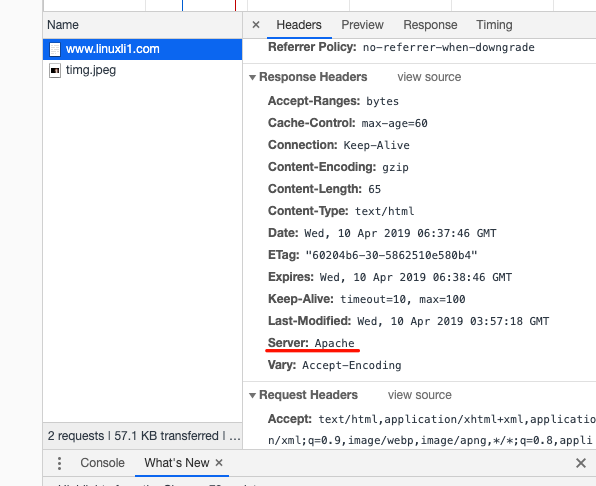 Name
www.linuxli1.com
timg.jpeg
2 requests | 57.1 KB transferred | ...
× Headers Preview Response Timing
Referrer Policy: no-referrer-when-downgrade
Response Headers view source
Accept-Ranges: bytes
Cache-Control: max-age=60
Connection: Keep-Alive
Content-Encoding: gzip
Content-Length: 65
Content-Type: text/html
Date: Wed, 10 Apr 2019 06:37:46 GMT
ETag: "60204b6-30-5862510e580b4"
Expires: Wed, 10 Apr 2019 06:38:46 GMT
Keep-Alive: timeout=10, max=100
Last-Modified: Wed, 10 Apr 2019 03:57:18 GMT
Server: Apache
Vary: Accept-Encoding
Request Headers view source
Accept: text/html,application/xhtml+xml,applicatio
n/xml;q=0.9,image/webp,image/apng,*/*;q=0.8,appli
Console What's New ×